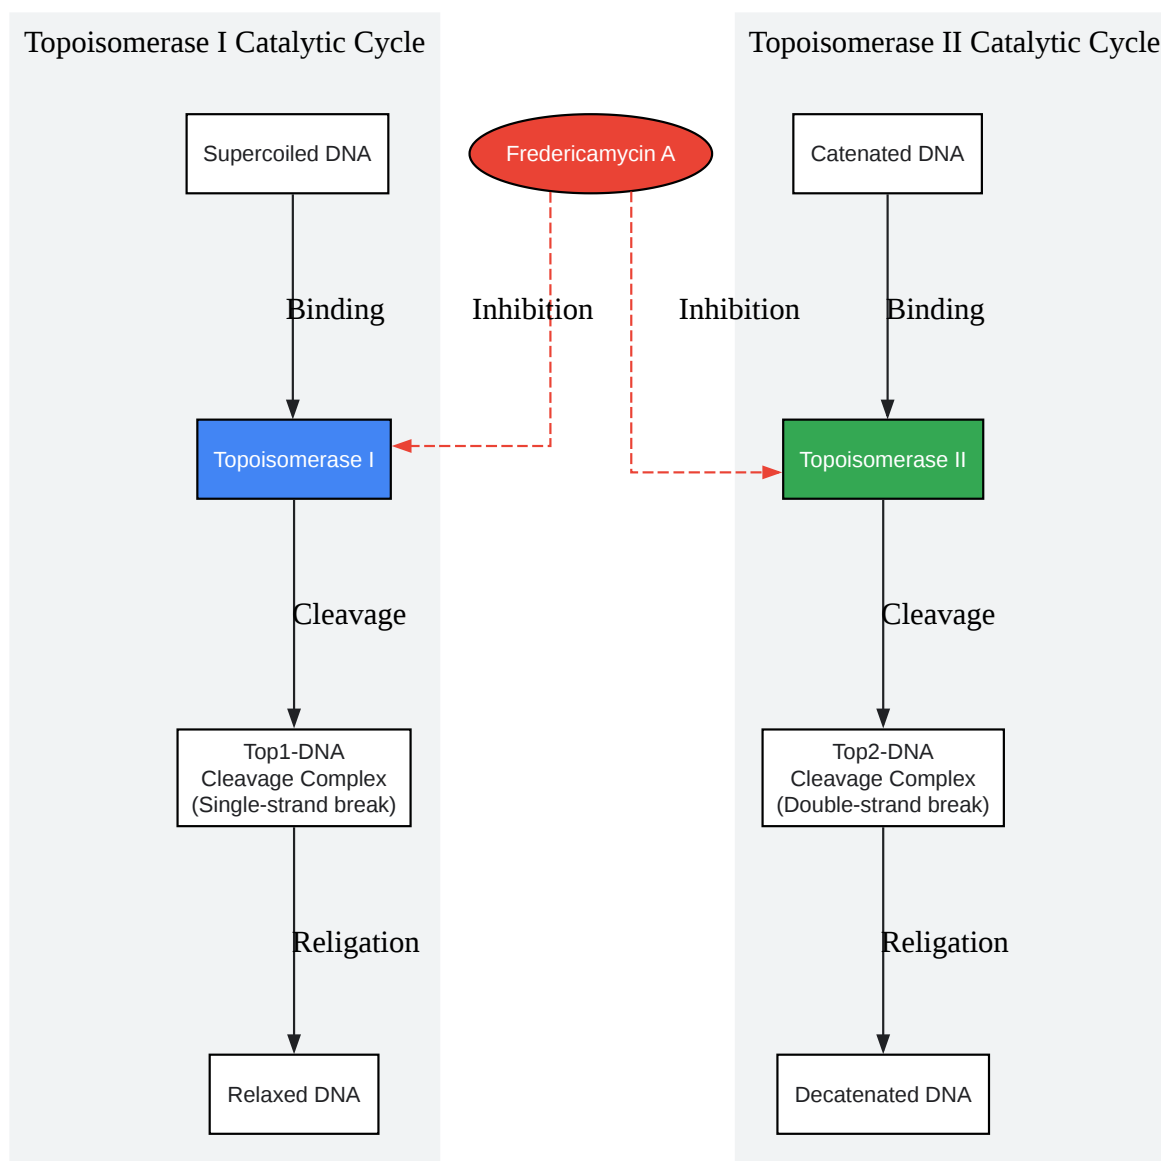 Topoisomerase I Catalytic Cycle
Topoisomerase II Catalytic Cycle
Supercoiled DNA
Fredericamycin A
Catenated DNA
Binding
Inhibition
Inhibition
Binding
Topoisomerase I
Topoisomerase II
Cleavage
Cleavage
Top1-DNA
Cleavage Complex
(Single-strand break)
Top2-DNA
Cleavage Complex
(Double-strand break)
Religation
Religation
Relaxed DNA
Decatenated DNA